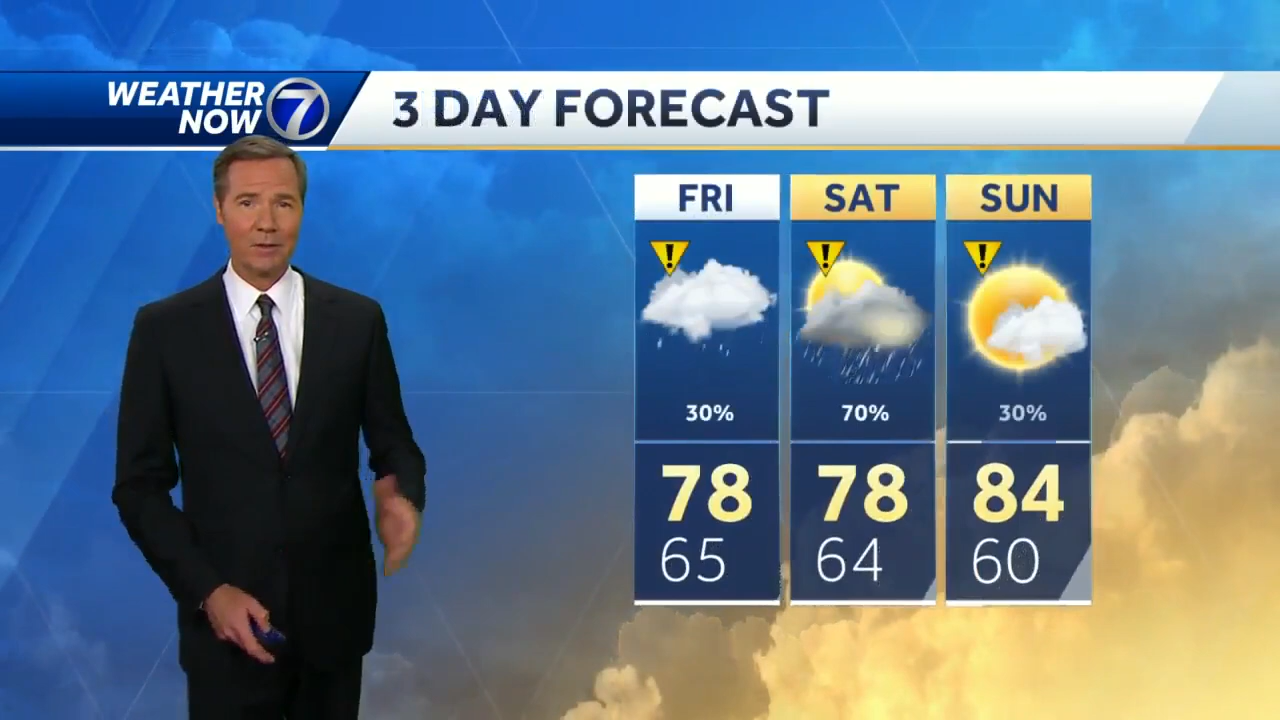 WEATHER
NOW 7
3 DAY FORECAST
FRI SAT SUN
! ! !
30% 70% 30%
78 78 84
65 64 60